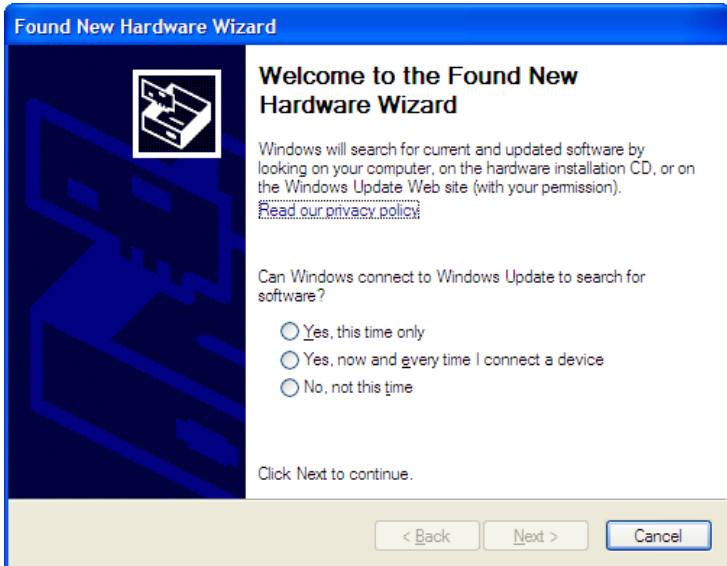 Found New Hardware Wizard
Welcome to the Found New
Hardware Wizard
Windows will search for current and updated software by
looking on your computer, on the hardware installation CD, or on
the Windows Update Web site (with your permission).
Read our privacy policy
Can Windows connect to Windows Update to search for
software?
Yes, this time only
Yes, now and every time I connect a device
No, not this time
Click Next to continue.
< Back
Next >
Cancel